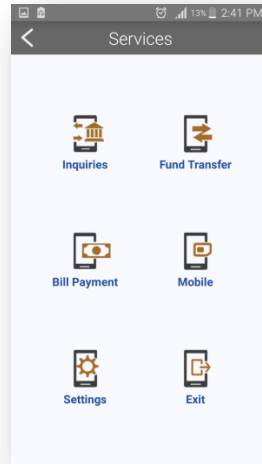 13% 2:41 PM
Services
Inquiries Fund Transfer
Bill Payment Mobile
Settings Exit